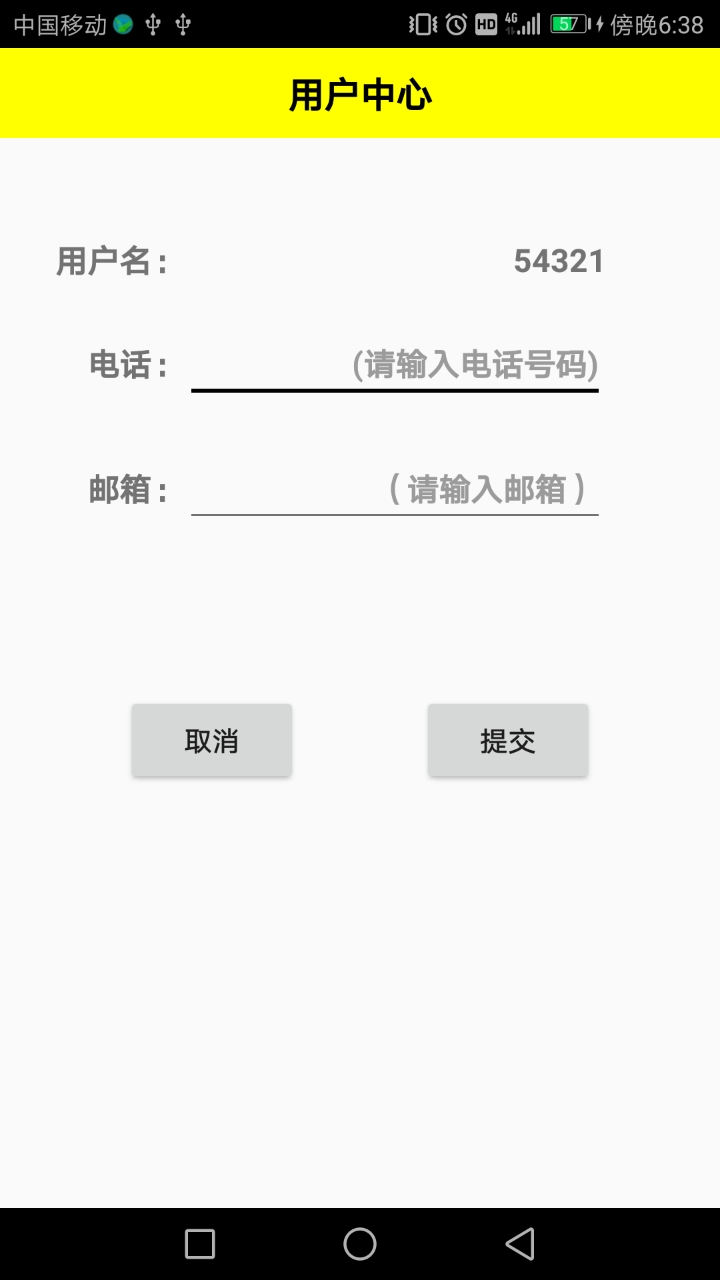 中国移动 HD 4G 57 傍晚6:38
用户中心
用户名: 54321
电话: (请输入电话号码)
邮箱: (请输入邮箱)
取消 提交